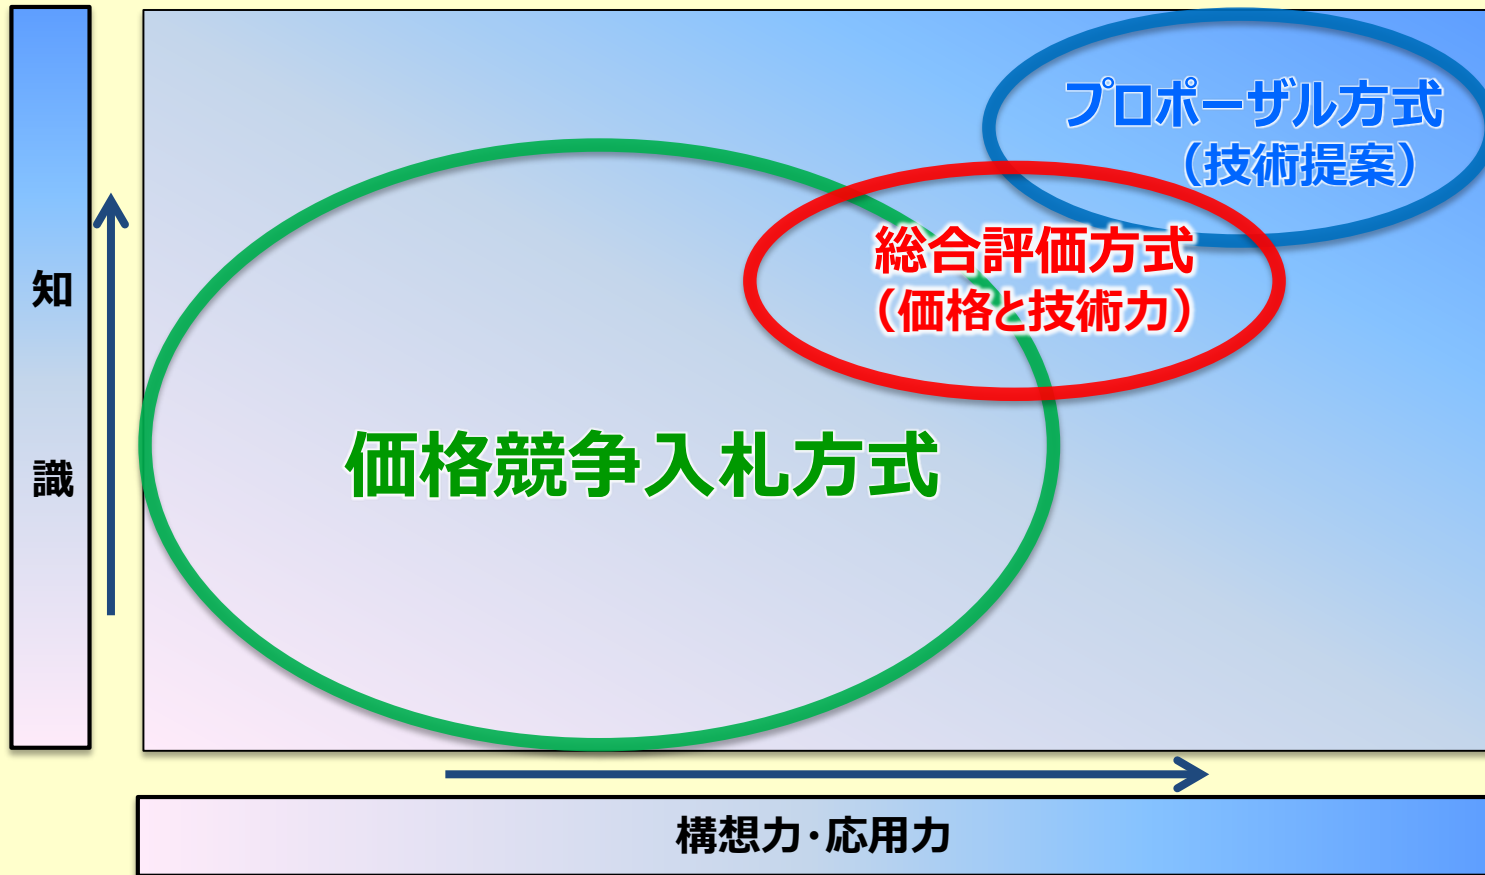 知識
プロポーザル方式
（技術提案）
総合評価方式
（価格と技術力）
価格競争入札方式
構想力・応用力